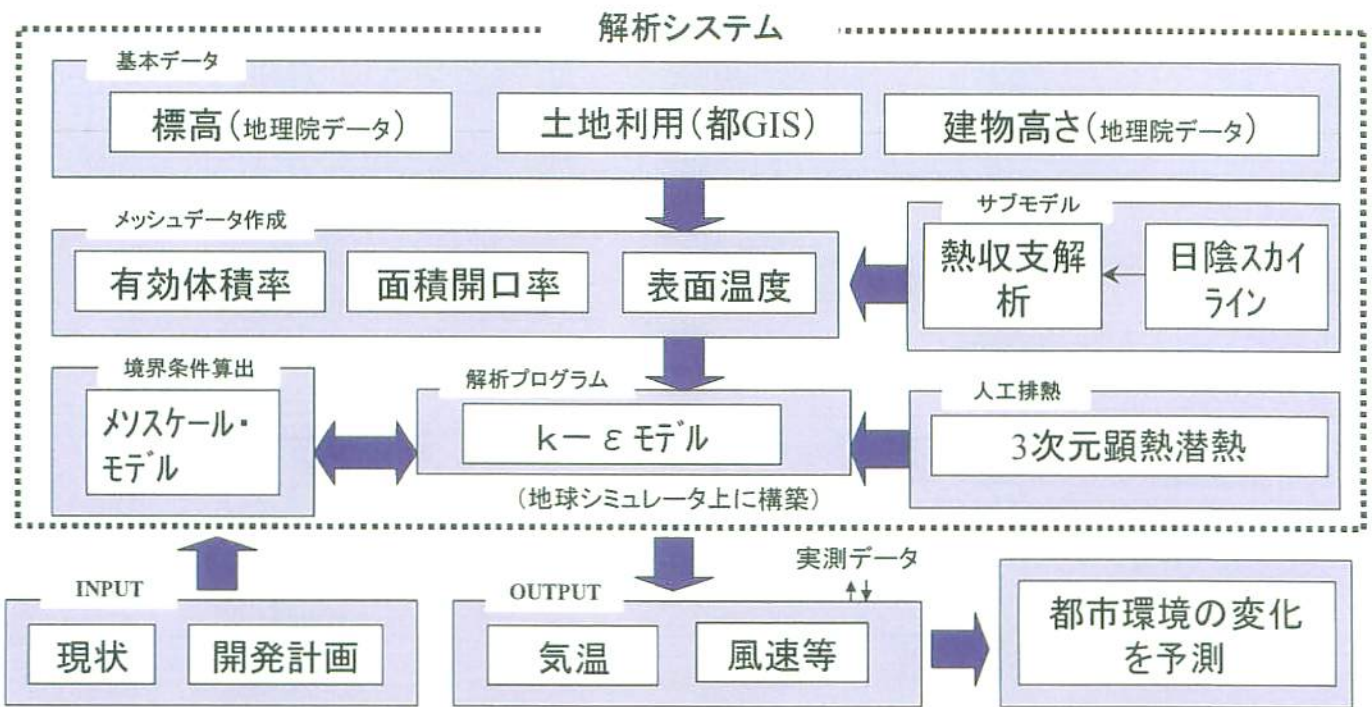 解析システム
基本データ
標高(地理院データ)
土地利用(都GIS)
建物高さ(地理院データ)
メッシュデータ作成
有効体積率
面積開口率
表面温度
サブモデル
熱収支解
析
日陰スカイ
ライン
境界条件算出
メソスケール・
モデル
解析プログラム
k－εモデル
(地球シミュレータ上に構築)
人工排熱
3次元顕熱潜熱
INPUT
現状
開発計画
OUTPUT
気温
風速等
実測データ
都市環境の変化
を予測